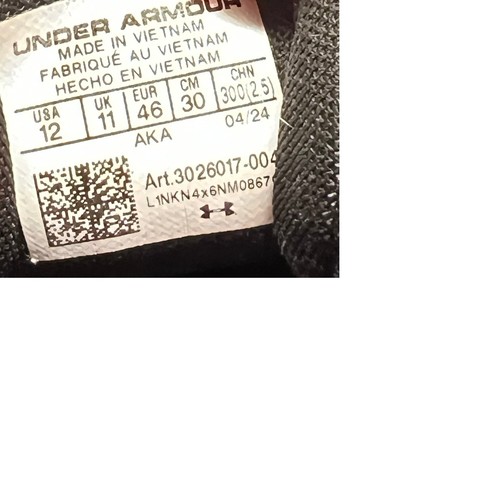 UNDER ARMOUR
MADE IN VIETNAM
FABRIQUÉ AU VIETNAM
HECHO EN VIETNAM
USA UK EUR CM CHN
12 11 46 30 300(2.5)
AKA 04/24
Art.3026017-004
L1NKN4x6NM0867